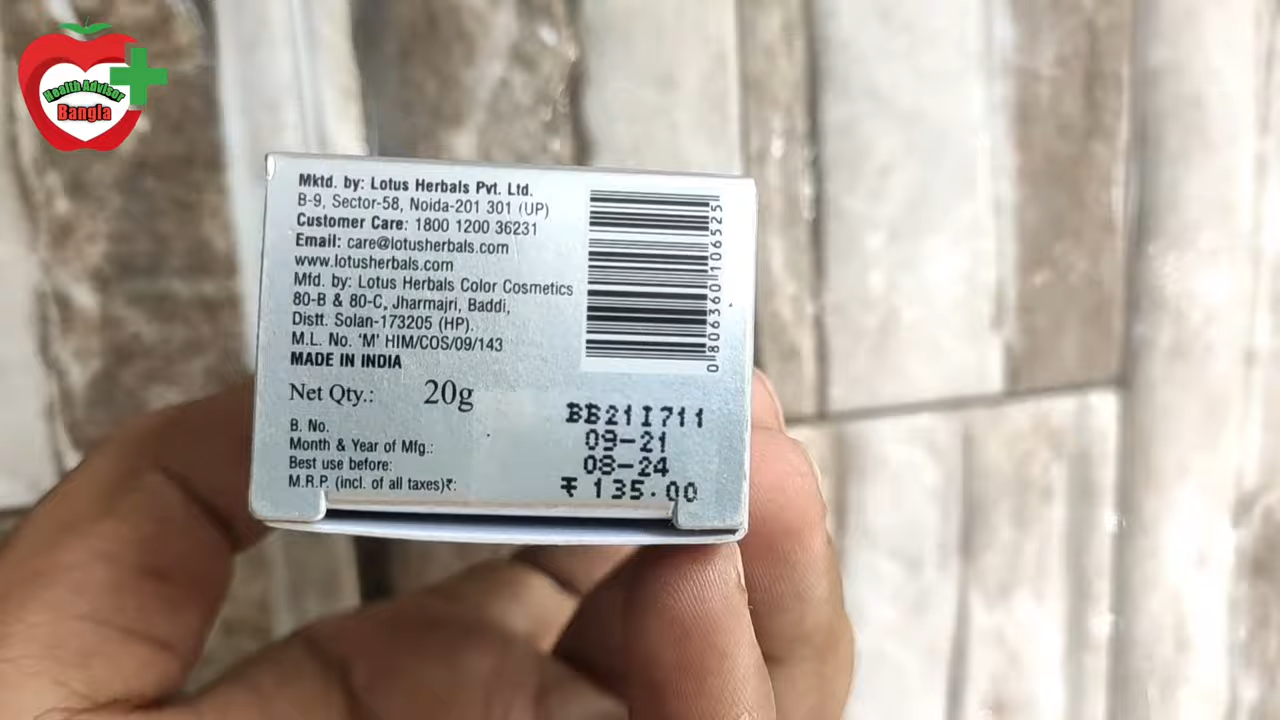 Health Advisor
Bangla
Mktd. by: Lotus Herbals Pvt. Ltd.
B-9, Sector-58, Noida-201 301 (UP)
Customer Care: 1800 1200 36231
Email: care@lotusherbals.com
www.lotusherbals.com
Mfd. by: Lotus Herbals Color Cosmetics
80-B & 80-C, Jharmajri, Baddi,
Distt. Solan-173205 (HP).
M.L. No. 'M' HIM/COS/09/143
MADE IN INDIA
Net Qty.: 20g
B. No. BB21I711
Month & Year of Mfg.: 09-21
Best use before: 08-24
M.R.P. (incl. of all taxes)₹: ₹ 135.00
0 806360 106525